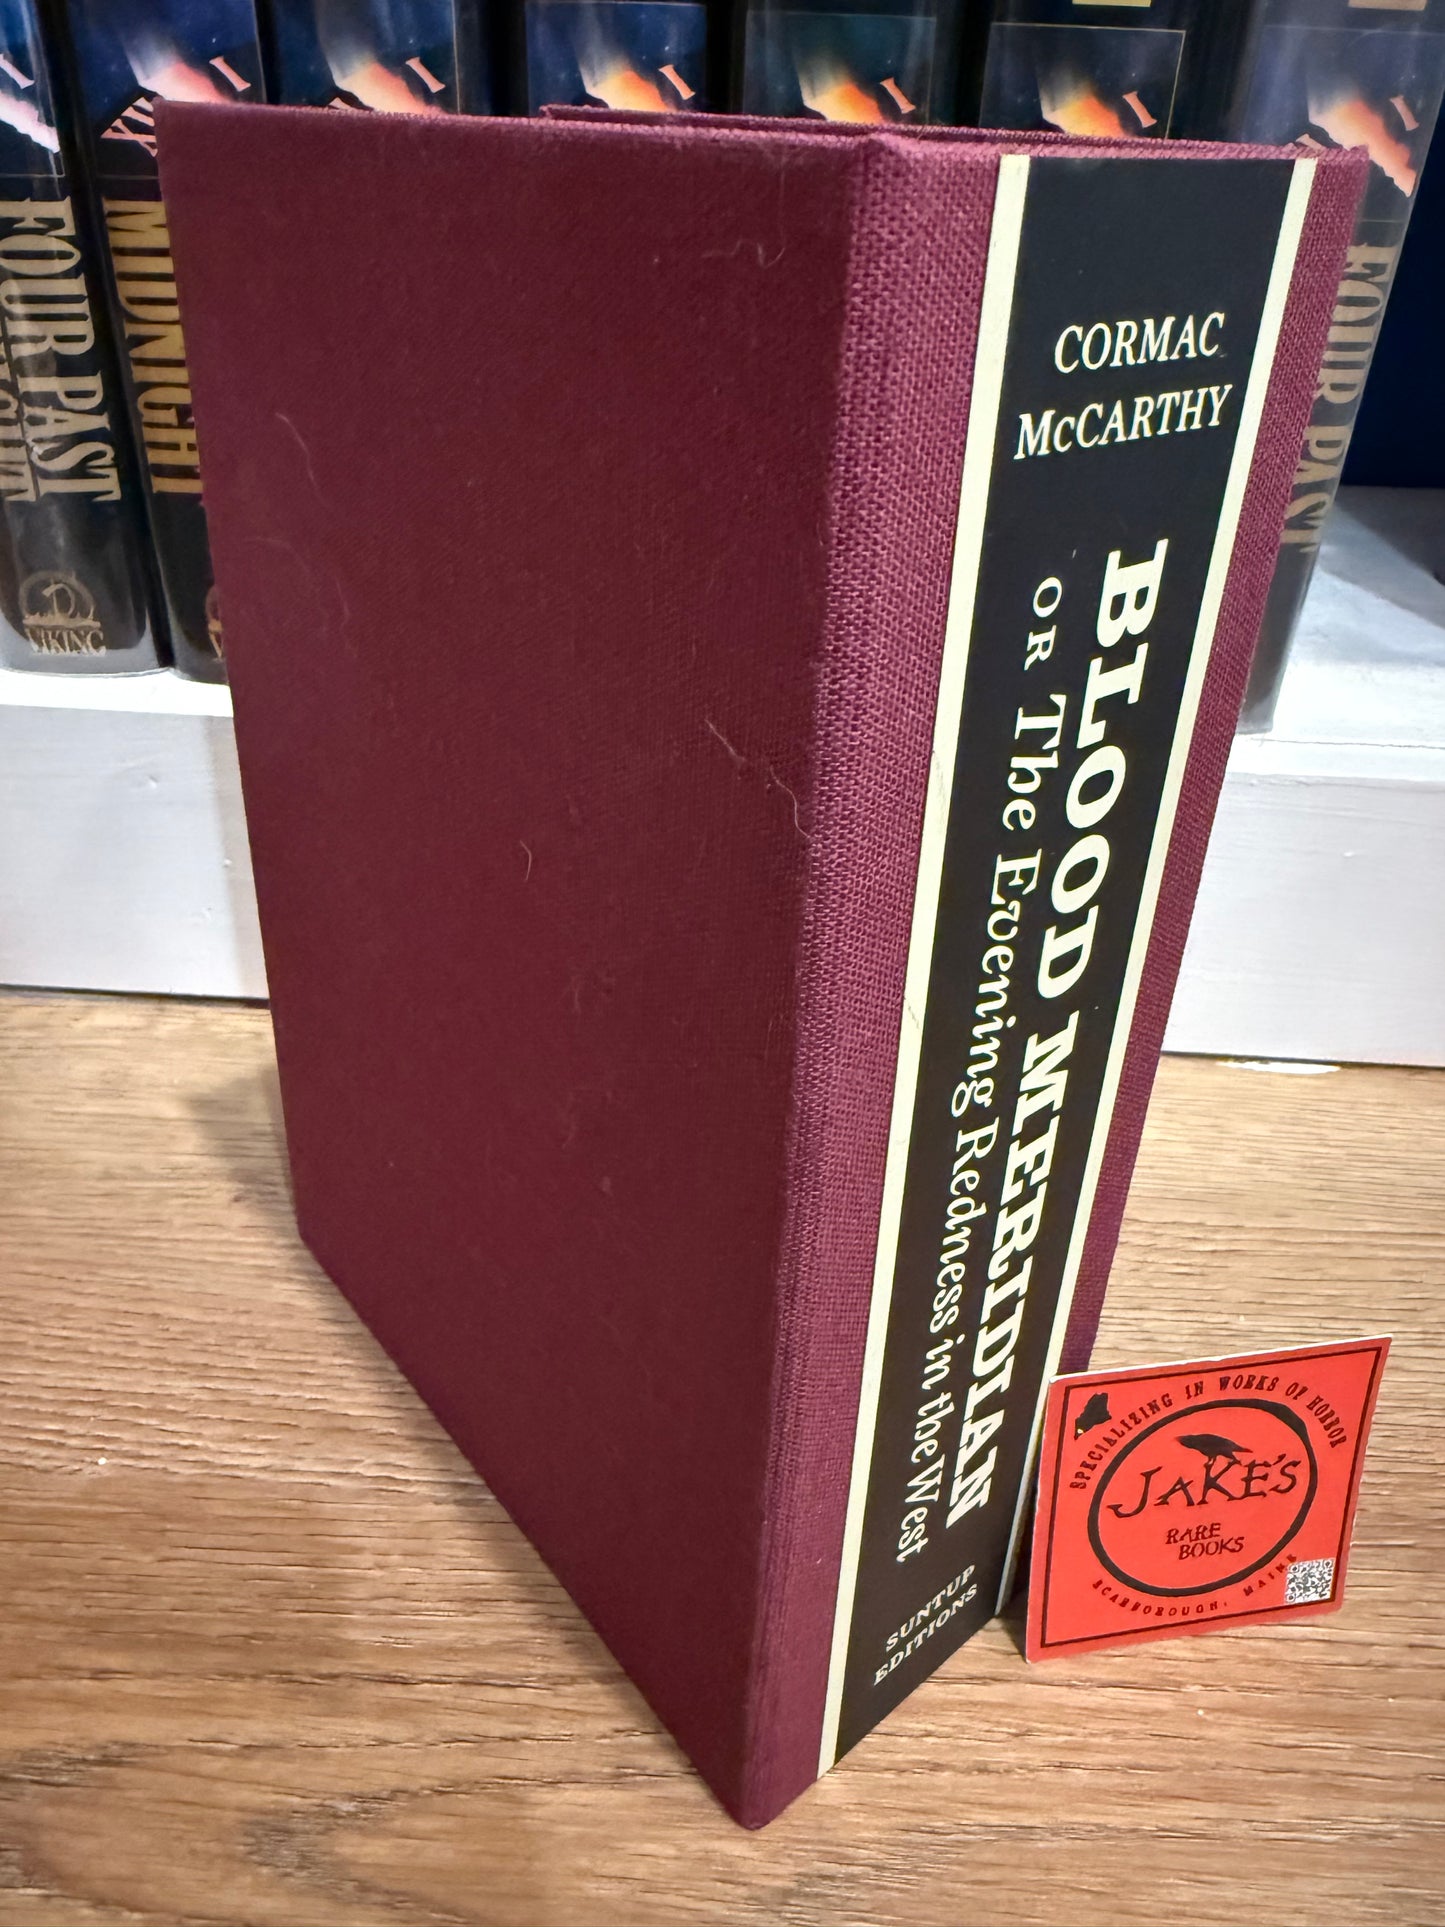 FOUR PAST
VIKING
MIDNIGHT
FOUR PAST
CORMAC
McCARTHY
BLOOD MERIDIAN
OR The Evening Redness in the West
SUNTUP
EDITIONS
SPECIALIZING IN WORKS OF HORROR
JAKE'S
RARE
BOOKS
SCARBOROUGH, MAINE